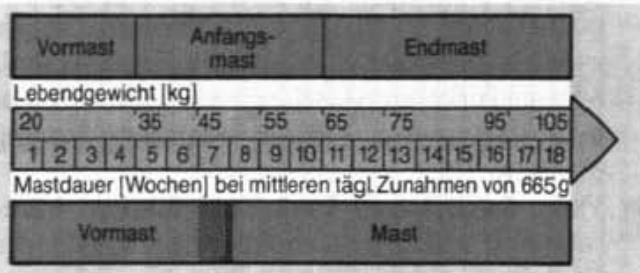 Vormast Anfangs- Endmast
mast
Lebendgewicht [kg]
20 35 45 55 65 75 95 105
1 2 3 4 5 6 7 8 9 10 11 12 13 14 15 16 17 18
Mastdauer [Wochen] bei mittleren tägl. Zunahmen von 665g
Vormast Mast